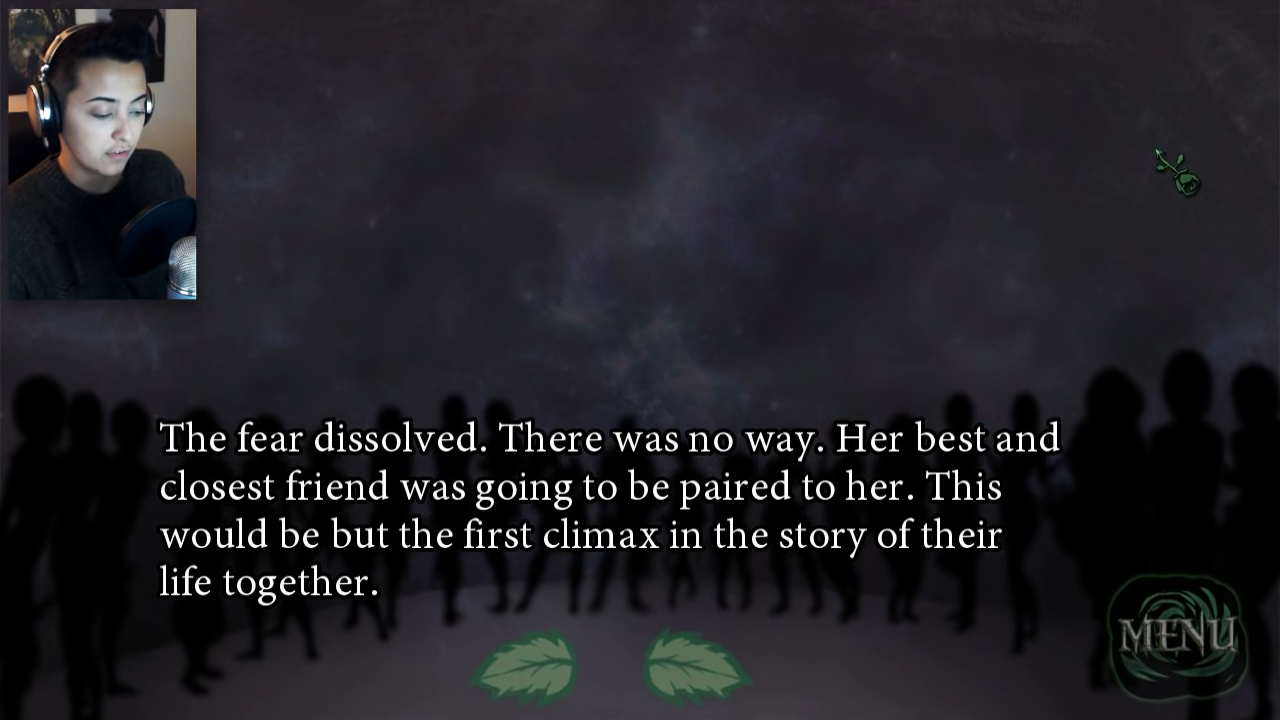 The fear dissolved. There was no way. Her best and
closest friend was going to be paired to her. This
would be but the first climax in the story of their
life together.
MENU